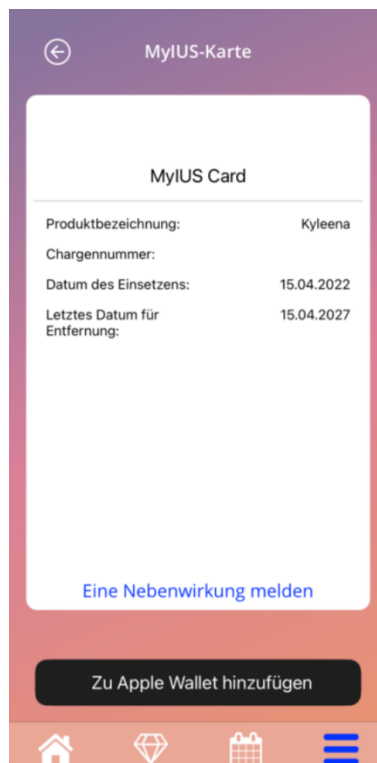 MyIUS-Karte
MyIUS Card
Produktbezeichnung: Kyleena
Chargennummer:
Datum des Einsetzens: 15.04.2022
Letztes Datum für 15.04.2027
Entfernung:
Eine Nebenwirkung melden
Zu Apple Wallet hinzufügen